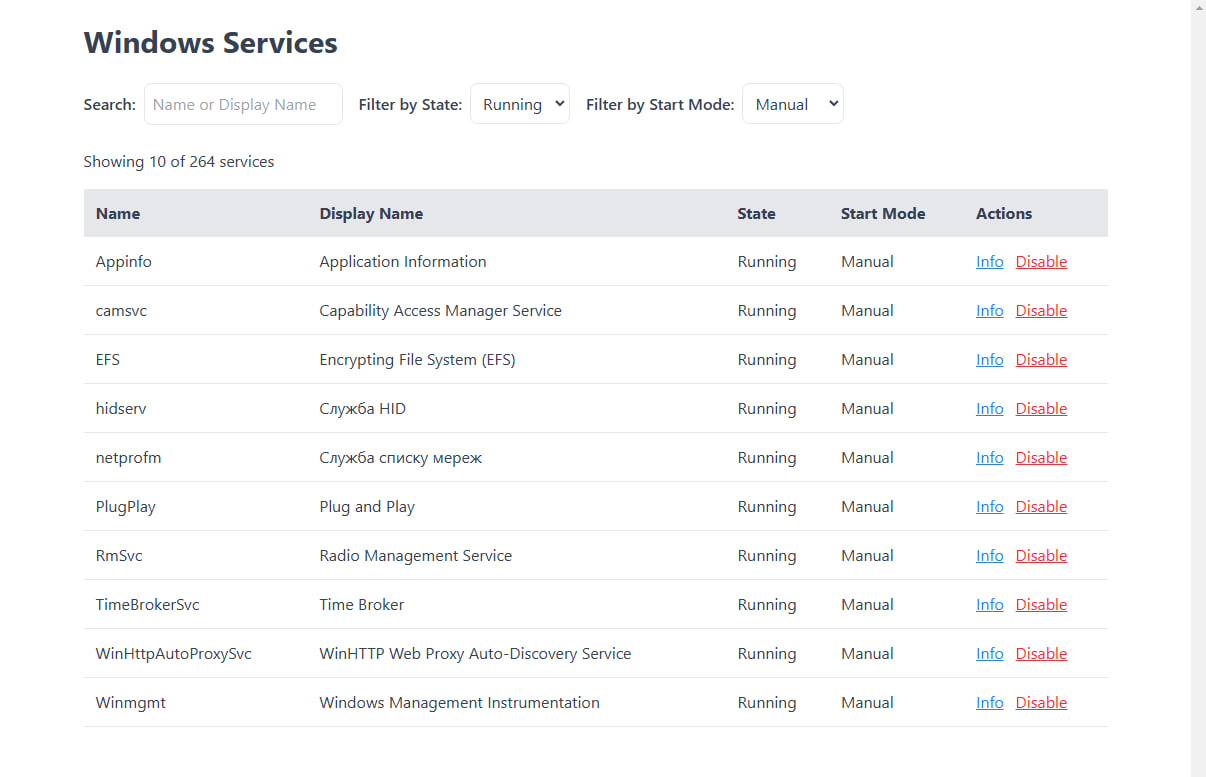 Windows Services
Search: Name or Display Name Filter by State: Running Filter by Start Mode: Manual
Showing 10 of 264 services
Name Display Name State Start Mode Actions
Appinfo Application Information Running Manual Info Disable
camsvc Capability Access Manager Service Running Manual Info Disable
EFS Encrypting File System (EFS) Running Manual Info Disable
hidserv Служба HID Running Manual Info Disable
netprofm Служба списку мереж Running Manual Info Disable
PlugPlay Plug and Play Running Manual Info Disable
RmSvc Radio Management Service Running Manual Info Disable
TimeBrokerSvc Time Broker Running Manual Info Disable
WinHttpAutoProxySvc WinHTTP Web Proxy Auto-Discovery Service Running Manual Info Disable
Winmgmt Windows Management Instrumentation Running Manual Info Disable